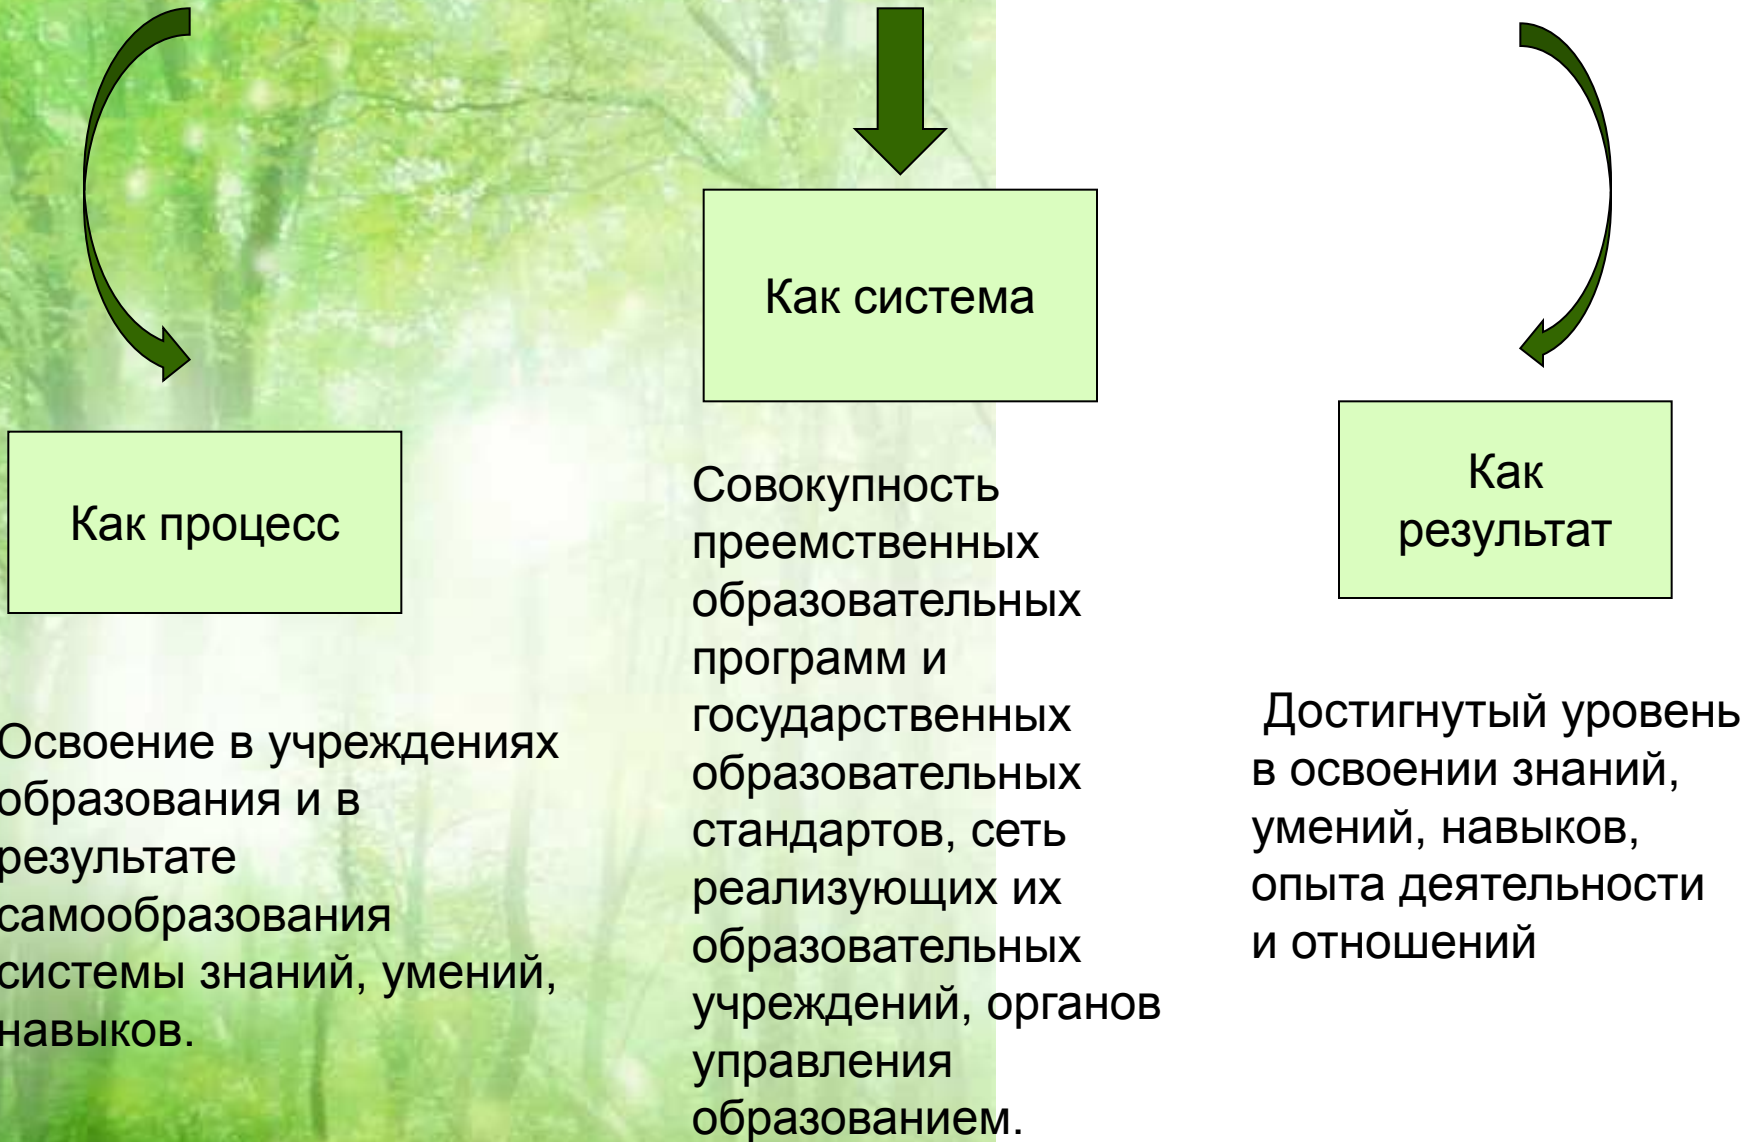 Как процесс
Освоение в учреждениях
образования и в
результате
самообразования
системы знаний, умений,
навыков.
Как система
Совокупность
преемственных
образовательных
программ и
государственных
образовательных
стандартов, сеть
реализующих их
образовательных
учреждений, органов
управления
образованием.
Как
результат
Достигнутый уровень
в освоении знаний,
умений, навыков,
опыта деятельности
и отношений